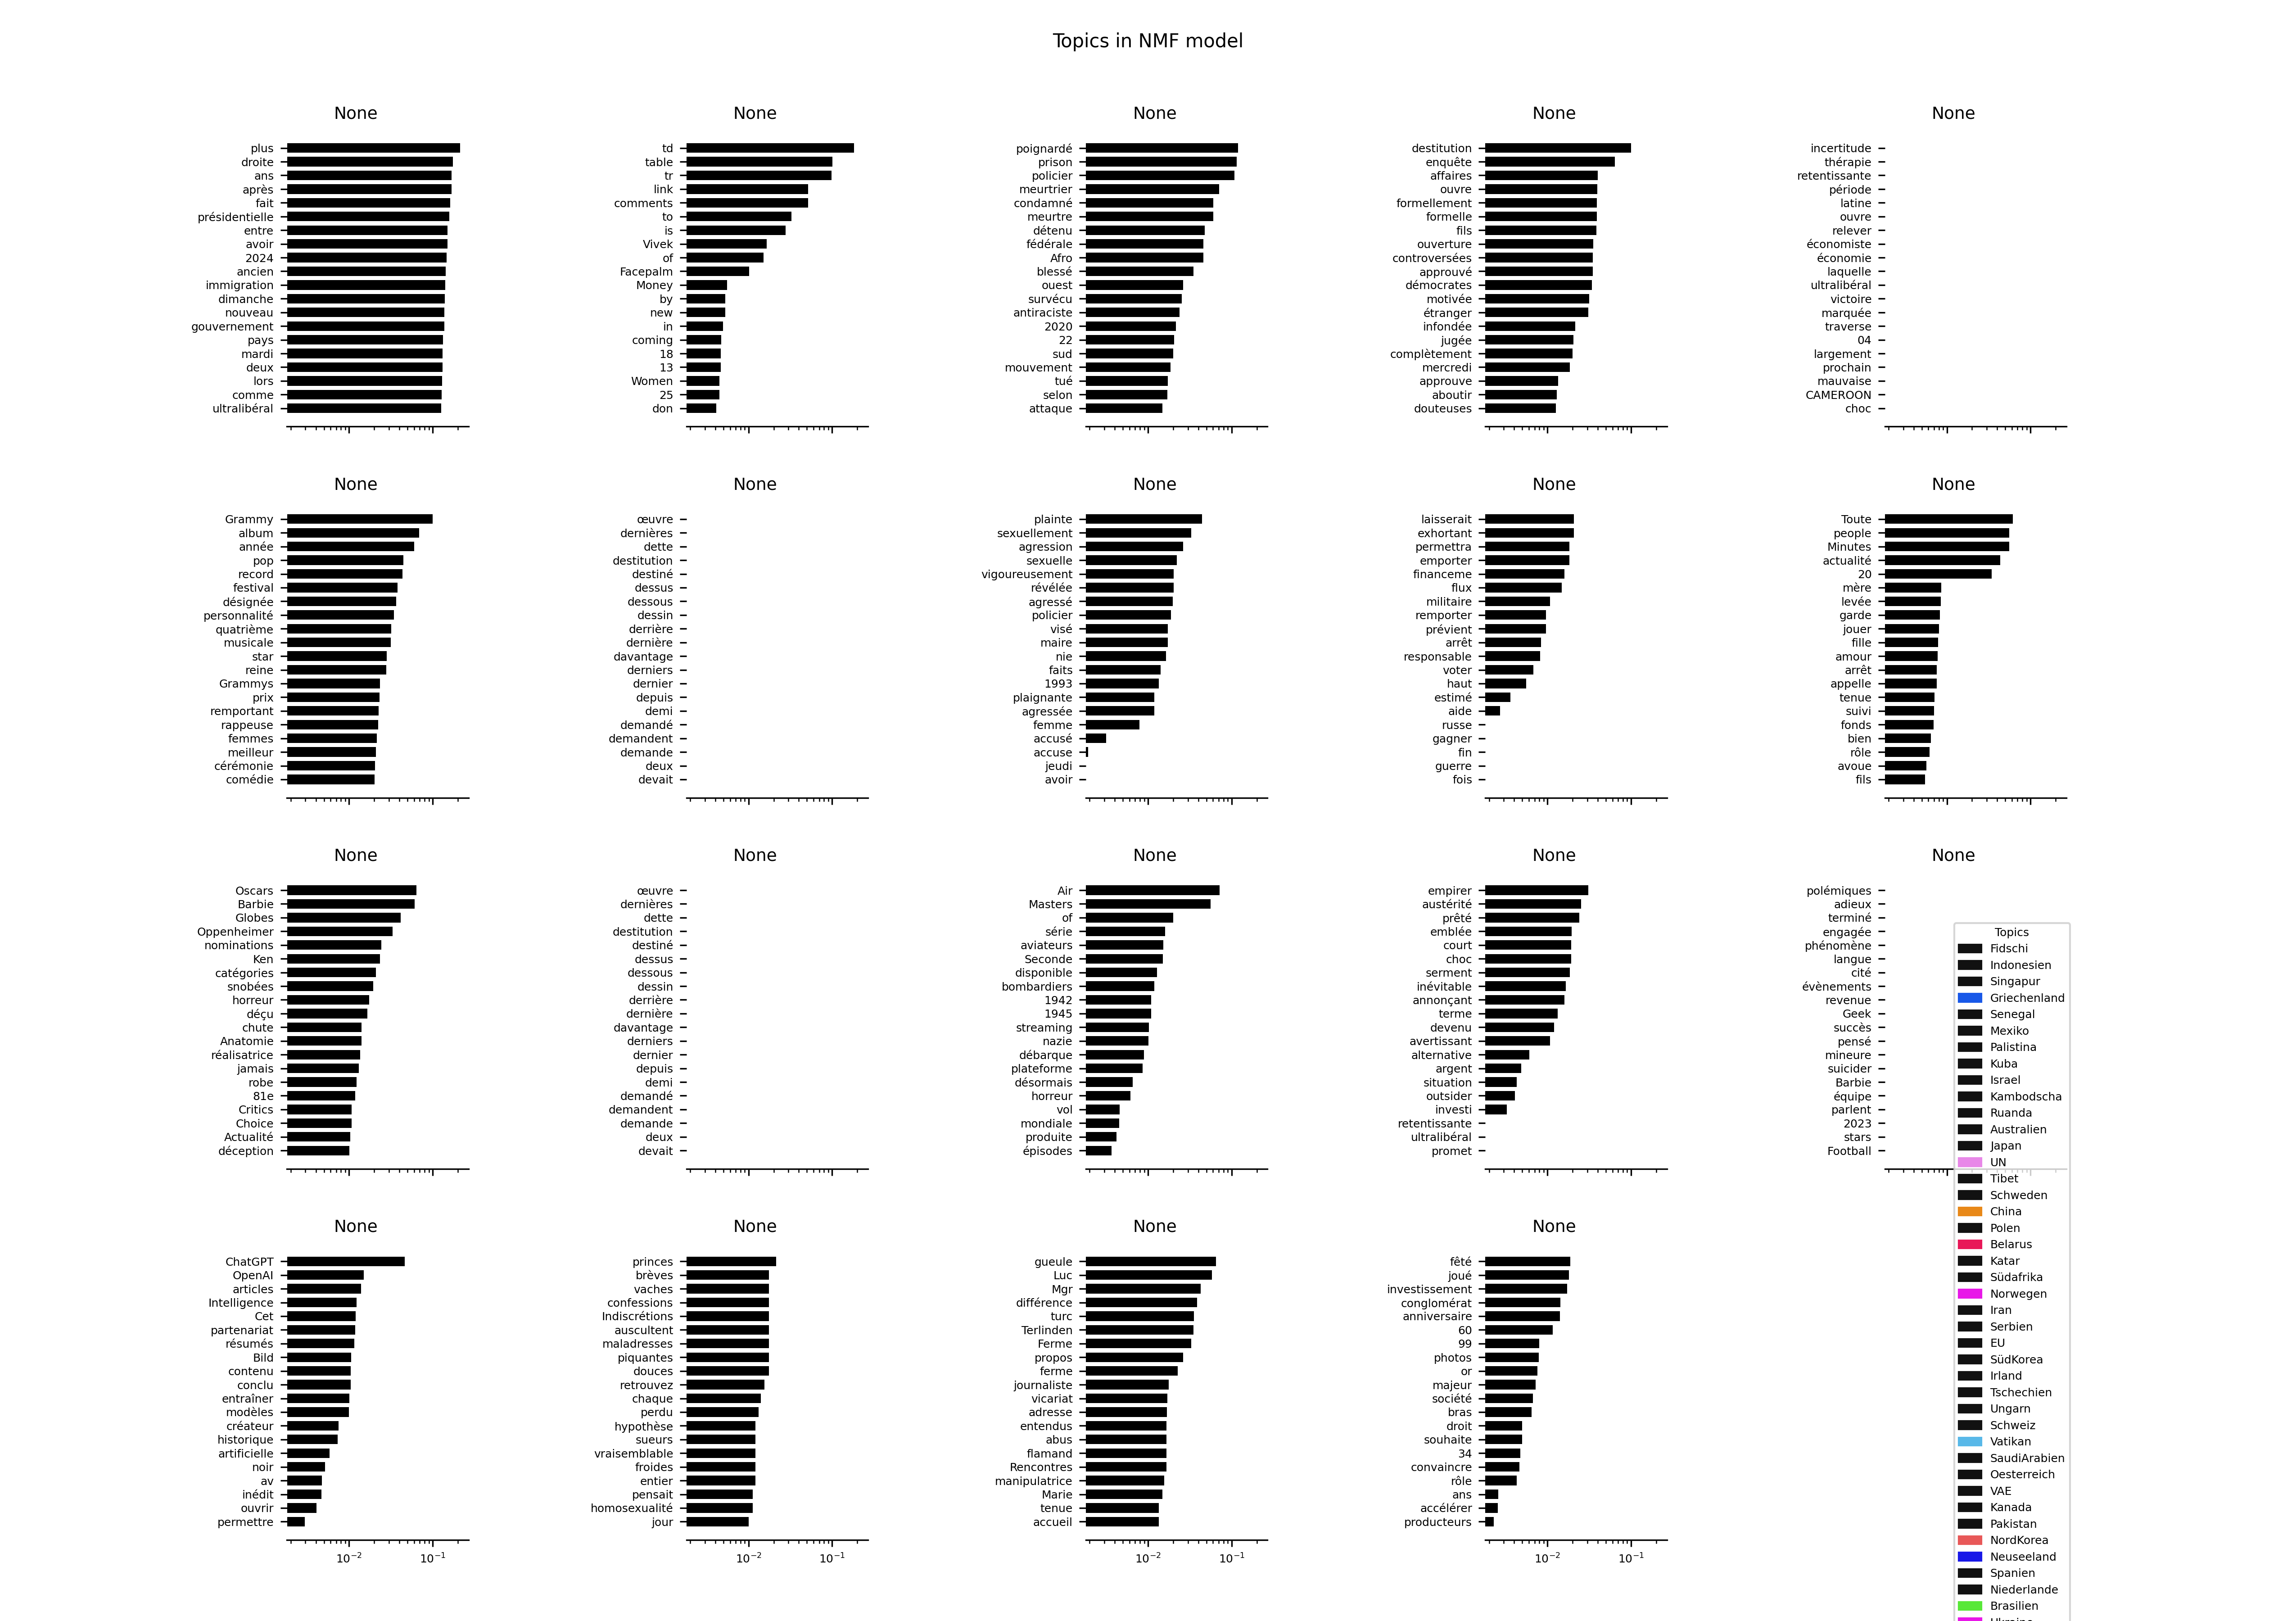 Topics in NMF model
None
plus
droite
ans
après
fait
présidentielle
entre
avoir
2024
ancien
immigration
dimanche
nouveau
gouvernement
pays
mardi
deux
lors
comme
ultralibéral
None
td
table
tr
link
comments
to
is
Vivek
of
Facepalm
Money
by
new
in
coming
18
13
Women
25
don
None
poignardé
prison
policier
meurtrier
condamné
meurtre
détenu
fédérale
Afro
blessé
ouest
survécu
antiraciste
2020
22
sud
mouvement
tué
selon
attaque
None
destitution
enquête
affaires
ouvre
formellement
formelle
fils
ouverture
controversées
approuvé
démocrates
motivée
étranger
infondée
jugée
complètement
mercredi
approuve
aboutir
douteuses
None
incertitude
thérapie
retentissante
période
latine
ouvre
relever
économiste
économie
laquelle
ultralibéral
victoire
marquée
traverse
04
largement
prochain
mauvaise
CAMEROON
choc
None
Grammy
album
année
pop
record
festival
désignée
personnalité
quatrième
musicale
star
reine
Grammys
prix
remportant
rappeuse
femmes
meilleur
cérémonie
comédie
None
œuvre
dernières
dette
destitution
destiné
dessus
dessous
dessin
derrière
dernière
davantage
derniers
dernier
depuis
demi
demandé
demandent
demande
deux
devait
None
plainte
sexuellement
agression
sexuelle
vigoureusement
révélée
agressé
policier
visé
maire
nie
faits
1993
plaignante
agressée
femme
accusé
accuse
jeudi
avoir
None
laisserait
exhortant
permettra
emporter
financeme
flux
militaire
remporter
prévient
arrêt
responsable
voter
haut
estimé
aide
russe
gagner
fin
guerre
fois
None
Toute
people
Minutes
actualité
20
mère
levée
garde
jouer
fille
amour
arrêt
appelle
tenue
suivi
fonds
bien
rôle
avoue
fils
None
Oscars
Barbie
Globes
Oppenheimer
nominations
Ken
catégories
snobées
horreur
déçu
chute
Anatomie
réalisatrice
jamais
robe
81e
Critics
Choice
Actualité
déception
None
œuvre
dernières
dette
destitution
destiné
dessus
dessous
dessin
derrière
dernière
davantage
derniers
dernier
depuis
demi
demandé
demandent
demande
deux
devait
None
Air
Masters
of
série
aviateurs
Seconde
disponible
bombardiers
1942
1945
streaming
nazie
débarque
plateforme
désormais
horreur
vol
mondiale
produite
épisodes
None
empirer
austérité
prêté
emblée
court
choc
serment
inévitable
annonçant
terme
devenu
avertissant
alternative
argent
situation
outsider
investi
retentissante
ultralibéral
promet
None
polémiques
adieux
terminé
engagée
phénomène
langue
cité
évènements
revenue
Geek
succès
pensé
mineure
suicider
Barbie
équipe
parlent
2023
stars
Football
None
ChatGPT
OpenAI
articles
Intelligence
Cet
partenariat
résumés
Bild
contenu
conclu
entraîner
modèles
créateur
historique
artificielle
noir
av
inédit
ouvrir
permettre
10⁻² 10⁻¹
None
princes
brèves
vaches
confessions
Indiscrétions
auscultent
maladresses
piquantes
douces
retrouvez
chaque
perdu
hypothèse
sueurs
vraisemblable
froides
entier
pensait
homosexualité
jour
10⁻² 10⁻¹
None
gueule
Luc
Mgr
différence
turc
Terlinden
Ferme
propos
ferme
journaliste
vicariat
adresse
entendus
abus
flamand
Rencontres
manipulatrice
Marie
tenue
accueil
10⁻² 10⁻¹
None
fêté
joué
investissement
conglomérat
anniversaire
60
99
photos
or
majeur
société
bras
droit
souhaite
34
convaincre
rôle
ans
accélérer
producteurs
10⁻² 10⁻¹
Topics
Fidschi
Indonesien
Singapur
Griechenland
Senegal
Mexiko
Palistina
Kuba
Israel
Kambodscha
Ruanda
Australien
Japan
UN
Tibet
Schweden
China
Polen
Belarus
Katar
Südafrika
Norwegen
Iran
Serbien
EU
SüdKorea
Irland
Tschechien
Ungarn
Schweiz
Vatikan
SaudiArabien
Oesterreich
VAE
Kanada
Pakistan
NordKorea
Neuseeland
Spanien
Niederlande
Brasilien